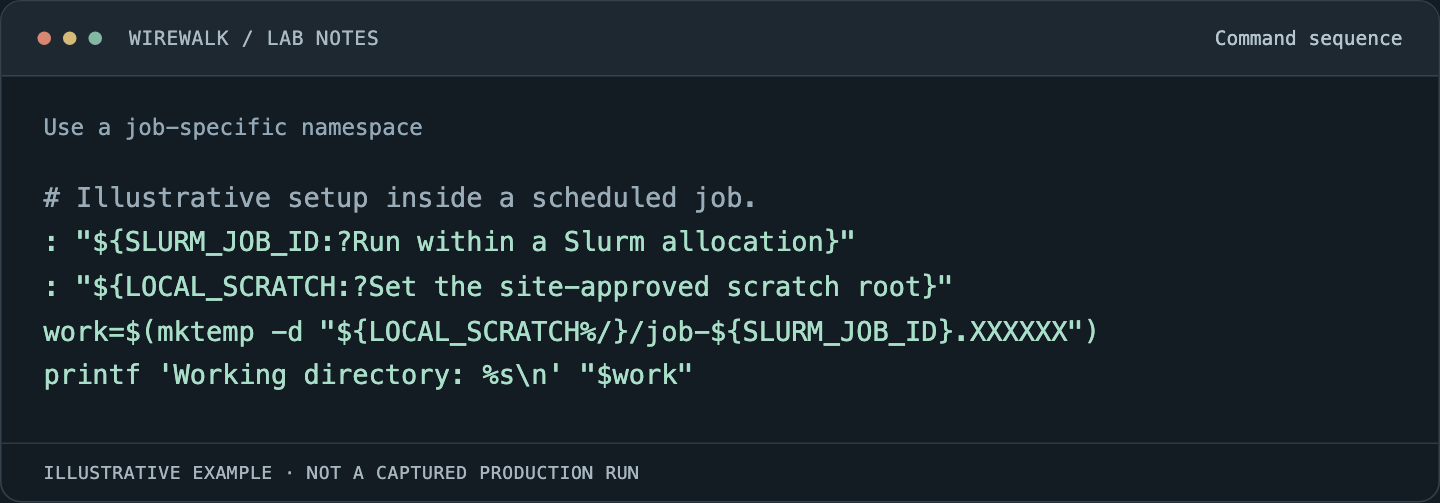 WIREWALK / LAB NOTES
Command sequence
Use a job-specific namespace
# Illustrative setup inside a scheduled job.
: "${SLURM_JOB_ID:?Run within a Slurm allocation}"
: "${LOCAL_SCRATCH:?Set the site-approved scratch root}"
work=$(mktemp -d "${LOCAL_SCRATCH%/}/job-${SLURM_JOB_ID}.XXXXXX")
printf 'Working directory: %s\n' "$work"
ILLUSTRATIVE EXAMPLE · NOT A CAPTURED PRODUCTION RUN